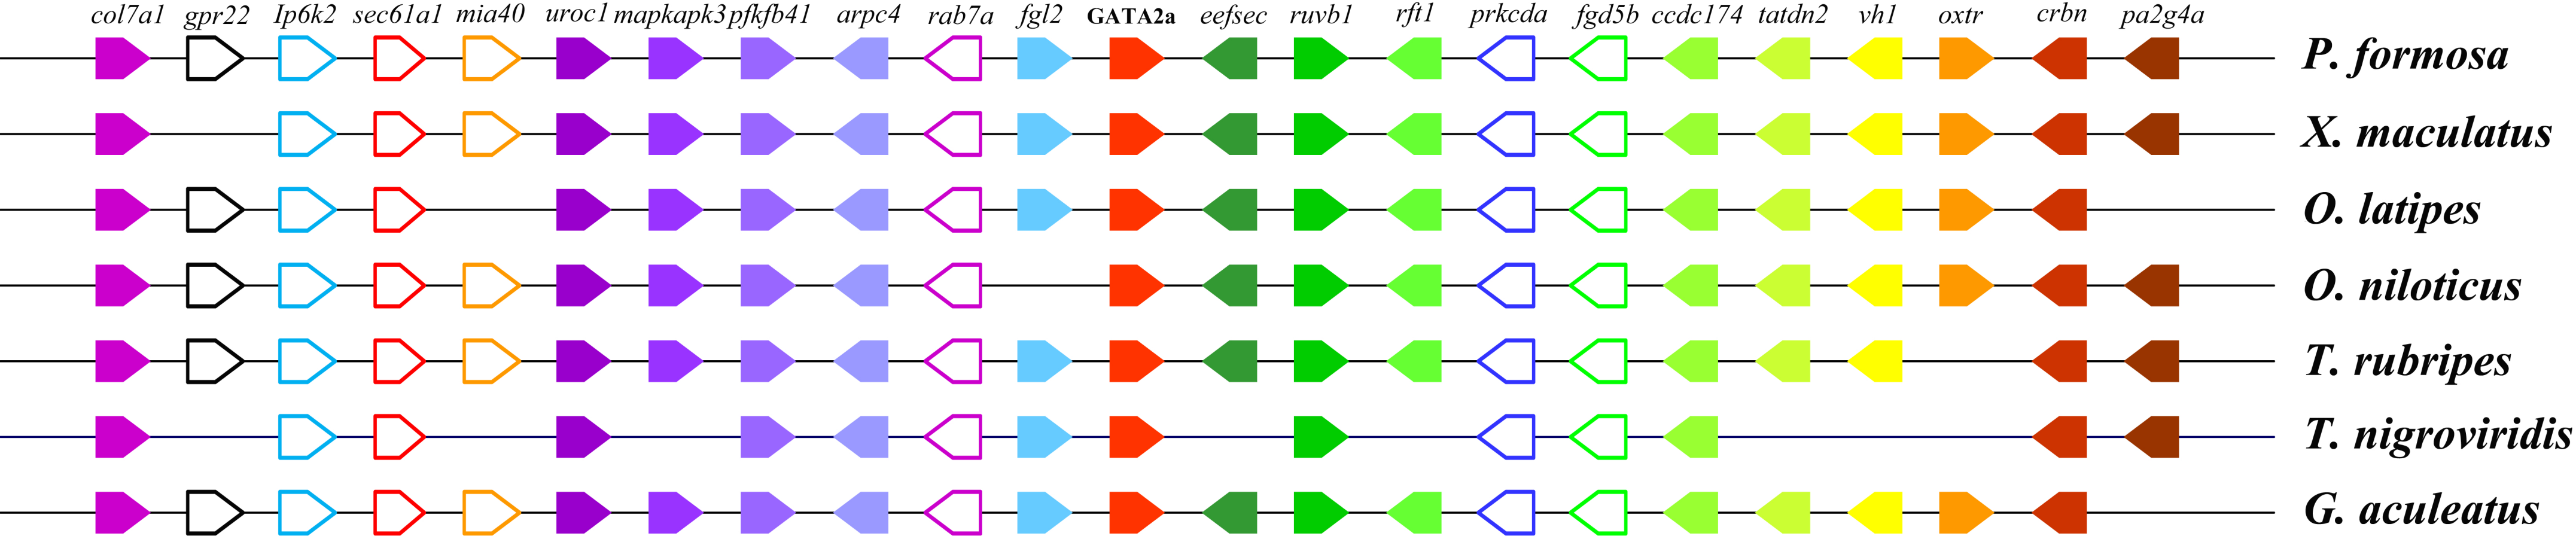 col7a1 gpr22 Ip6k2 sec61a1 mia40 uroc1 mapkapk3 pfkfb41 arpc4 rab7a fgl2 GATA2a eefsec ruvb1 rft1 prkcda fgd5b ccdc174 tatdn2 vh1 oxtr crbn pa2g4a
P. formosa
X. maculatus
O. latipes
O. niloticus
T. rubripes
T. nigroviridis
G. aculeatus